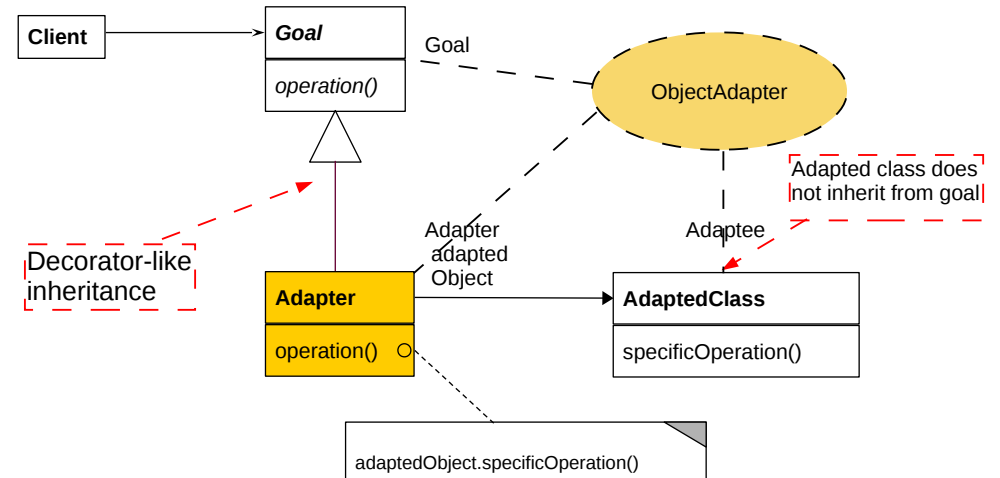 Client
Goal
operation()
Goal
ObjectAdapter
Adapted class does
not inherit from goal
Decorator-like
inheritance
Adapter
adapted
Object
Adaptee
Adapter
operation()
AdaptedClass
specificOperation()
adaptedObject.specificOperation()